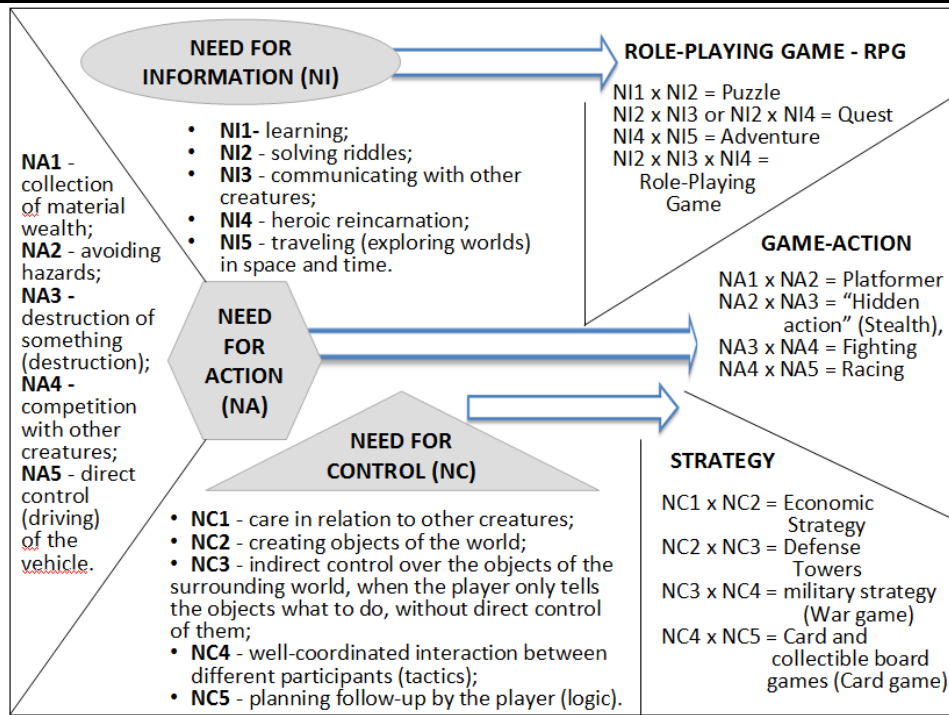 NEED FOR
INFORMATION (NI)
ROLE-PLAYING GAME - RPG
NI1 x NI2 = Puzzle
NI2 x NI3 or NI2 x NI4 = Quest
NI4 x NI5 = Adventure
NI2 x NI3 x NI4 =
Role-Playing
Game
• NI1- learning;
• NI2 - solving riddles;
• NI3 - communicating with other
creatures;
• NI4 - heroic reincarnation;
• NI5 - traveling (exploring worlds)
in space and time.
NA1 -
collection
of material
wealth;
NA2 - avoiding
hazards;
NA3 -
destruction of
something
(destruction);
NA4 -
competition
with other
creatures;
NA5 - direct
control
(driving)
of the
vehicle.
NEED
FOR
ACTION
(NA)
GAME-ACTION
NA1 x NA2 = Platformer
NA2 x NA3 = “Hidden
action” (Stealth),
NA3 x NA4 = Fighting
NA4 x NA5 = Racing
NEED FOR
CONTROL (NC)
• NC1 - care in relation to other creatures;
• NC2 - creating objects of the world;
• NC3 - indirect control over the objects of the
surrounding world, when the player only tells
the objects what to do, without direct control
of them;
• NC4 – well-coordinated interaction between
different participants (tactics);
• NC5 - planning follow-up by the player (logic).
STRATEGY
NC1 x NC2 = Economic
Strategy
NC2 x NC3 = Defense
Towers
NC3 x NC4 = military strategy
(War game)
NC4 x NC5 = Card and
collectible board
games (Card game)